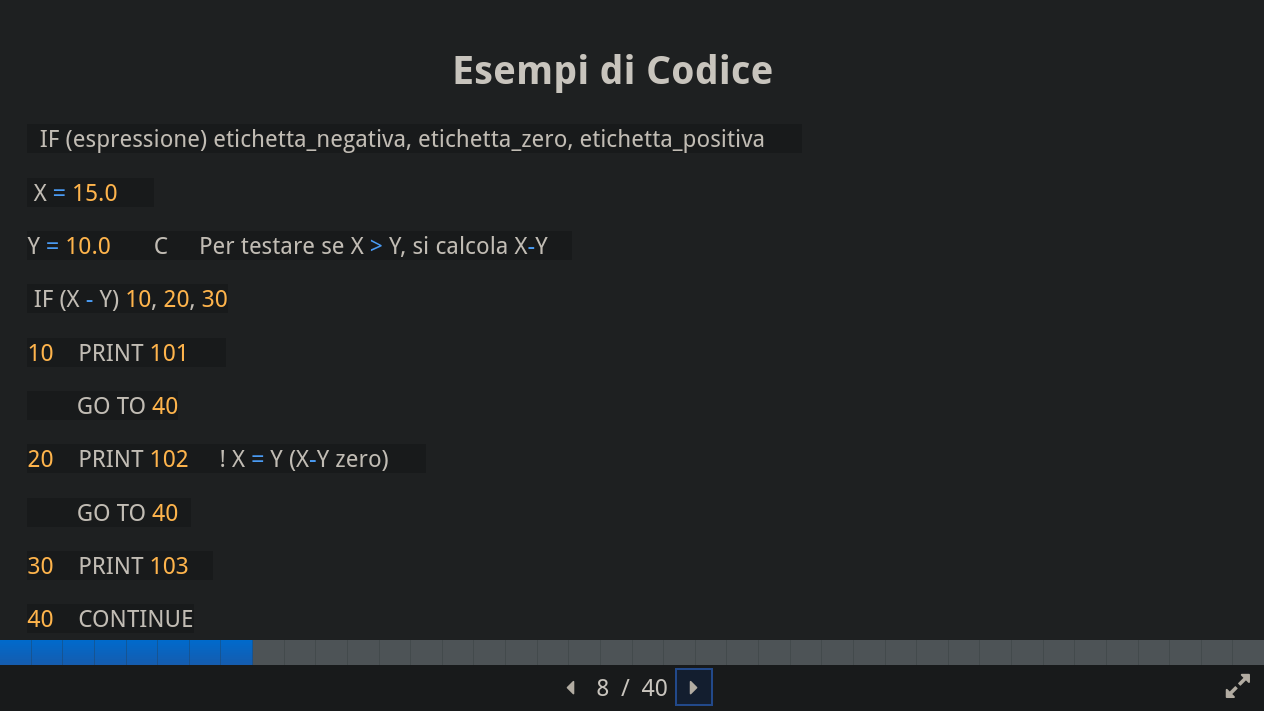 Esempi di Codice
IF (espressione) etichetta_negativa, etichetta_zero, etichetta_positiva
X = 15.0
Y = 10.0 C Per testare se X > Y, si calcola X-Y
IF (X - Y) 10, 20, 30
10 PRINT 101
GO TO 40
20 PRINT 102 ! X = Y (X-Y zero)
GO TO 40
30 PRINT 103
40 CONTINUE
8 / 40